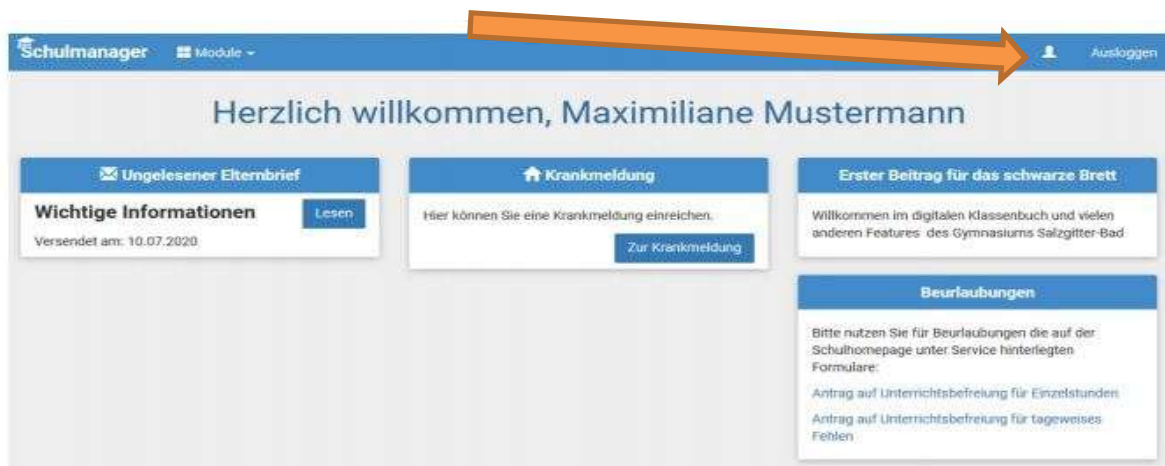 Schulmanager Module Ausloggen
Herzlich willkommen, Maximiliane Mustermann
Ungelesener Elternbrief
Wichtige Informationen Lesen
Versendet am: 10.07.2020
Krankmeldung
Hier können Sie eine Krankmeldung einreichen.
Zur Krankmeldung
Erster Beitrag für das schwarze Brett
Willkommen im digitalen Klassenbuch und vielen
anderen Features des Gymnasiums Salzgitter-Bad
Beurlaubungen
Bitte nutzen Sie für Beurlaubungen die auf der
Schulhomepage unter Service hinterlegten
Formulare:
Antrag auf Unterrichtsbefreiung für Einzelstunden
Antrag auf Unterrichtsbefreiung für tageweises
Fehlen